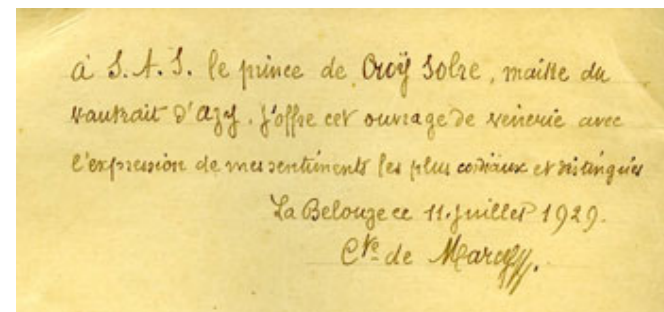 à S. A. S. le prince de Croÿ Solre, maître du
vautrait d'Azy. J'offre cet ouvrage de vénerie avec
l'expression de mes sentiments les plus cordiaux et distingués
La Belouze ce 11. Juillet 1929.
Cte de